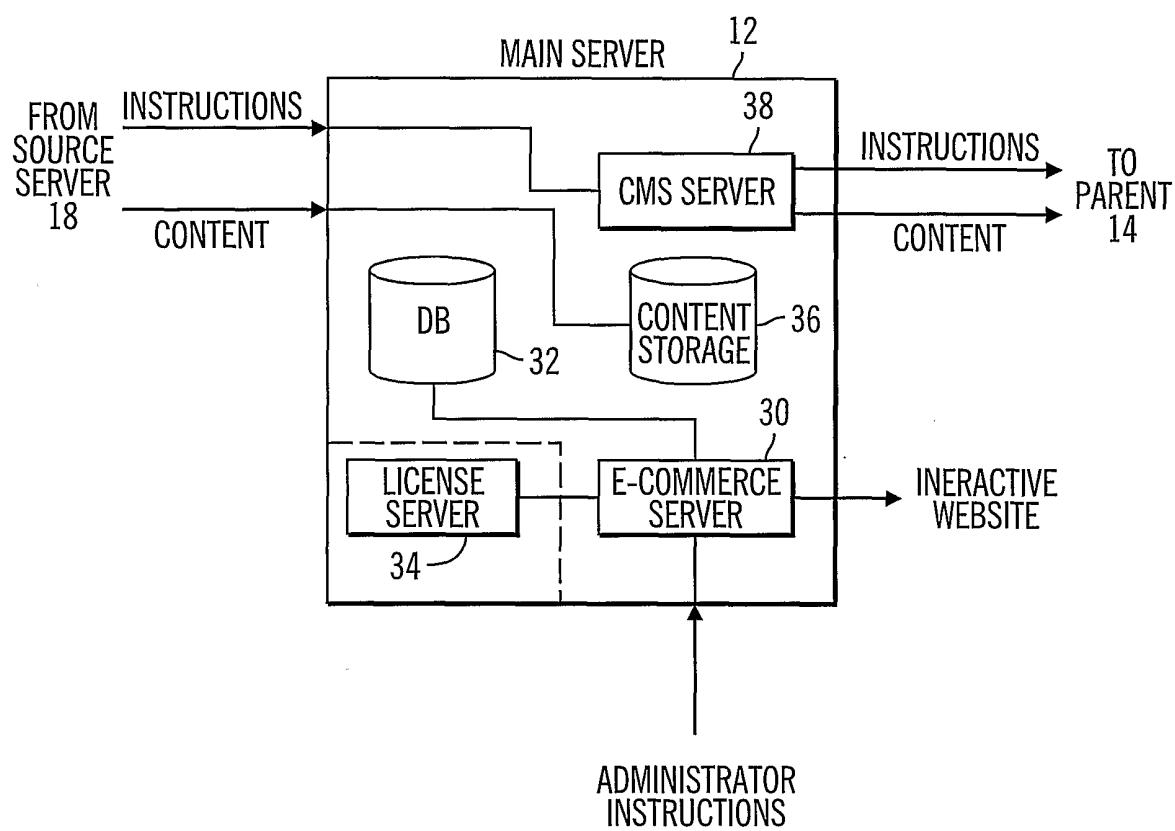 MAIN SERVER
12
FROM
SOURCE
SERVER
18
INSTRUCTIONS
CONTENT
38
CMS SERVER
INSTRUCTIONS
CONTENT
TO
PARENT
14
DB
32
CONTENT
STORAGE
36
30
LICENSE
SERVER
34
E-COMMERCE
SERVER
INERACTIVE
WEBSITE
ADMINISTRATOR
INSTRUCTIONS